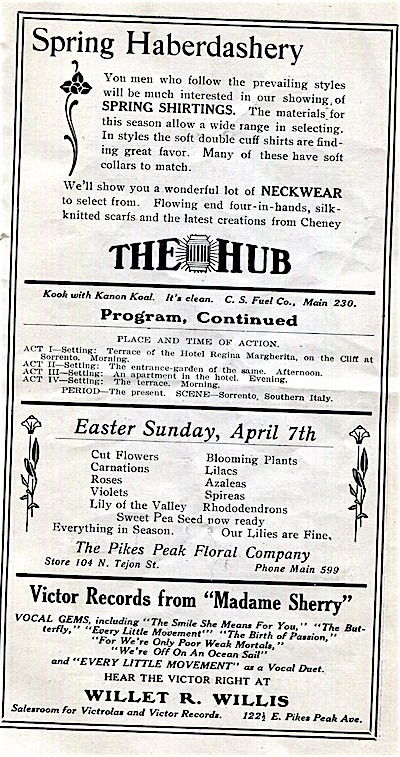 Spring Haberdashery
You men who follow the prevailing styles
will be much interested in our showing of
SPRING SHIRTINGS. The materials for
this season allow a wide range in selecting.
In styles the soft double cuff shirts are find-
ing great favor. Many of these have soft
collars to match.
We'll show you a wonderful lot of NECKWEAR
to select from. Flowing end four-in-hands, silk-
knitted scarfs and the latest creations from Cheney
THE HUB
Kook with Kanon Koal. It's clean. C. S. Fuel Co., Main 230.
Program, Continued
PLACE AND TIME OF ACTION.
ACT I—Setting: Terrace of the Hotel Regina Margherita, on the Cliff at
Sorrento. Morning.
ACT II—Setting: The entrance-garden of the same. Afternoon.
ACT III—Setting: An apartment in the hotel. Evening.
ACT IV—Setting: The terrace. Morning.
PERIOD—The present. SCENE—Sorrento, Southern Italy.
Easter Sunday, April 7th
Cut Flowers Blooming Plants
Carnations Lilacs
Roses Azaleas
Violets Spireas
Lily of the Valley Rhododendrons
Sweet Pea Seed now ready
Everything in Season. Our Lilies are Fine.
The Pikes Peak Floral Company
Store 104 N. Tejon St. Phone Main 599
Victor Records from "Madame Sherry"
VOCAL GEMS, including "The Smile She Means For You," "The But-
terfly," "Every Little Movement" "The Birth of Passion,"
"For We're Only Poor Weak Mortals,"
"We're Off On An Ocean Sail"
and "EVERY LITTLE MOVEMENT" as a Vocal Duet.
HEAR THE VICTOR RIGHT AT
WILLET R. WILLIS
Salesroom for Victrolas and Victor Records. 122½ E. Pikes Peak Ave.